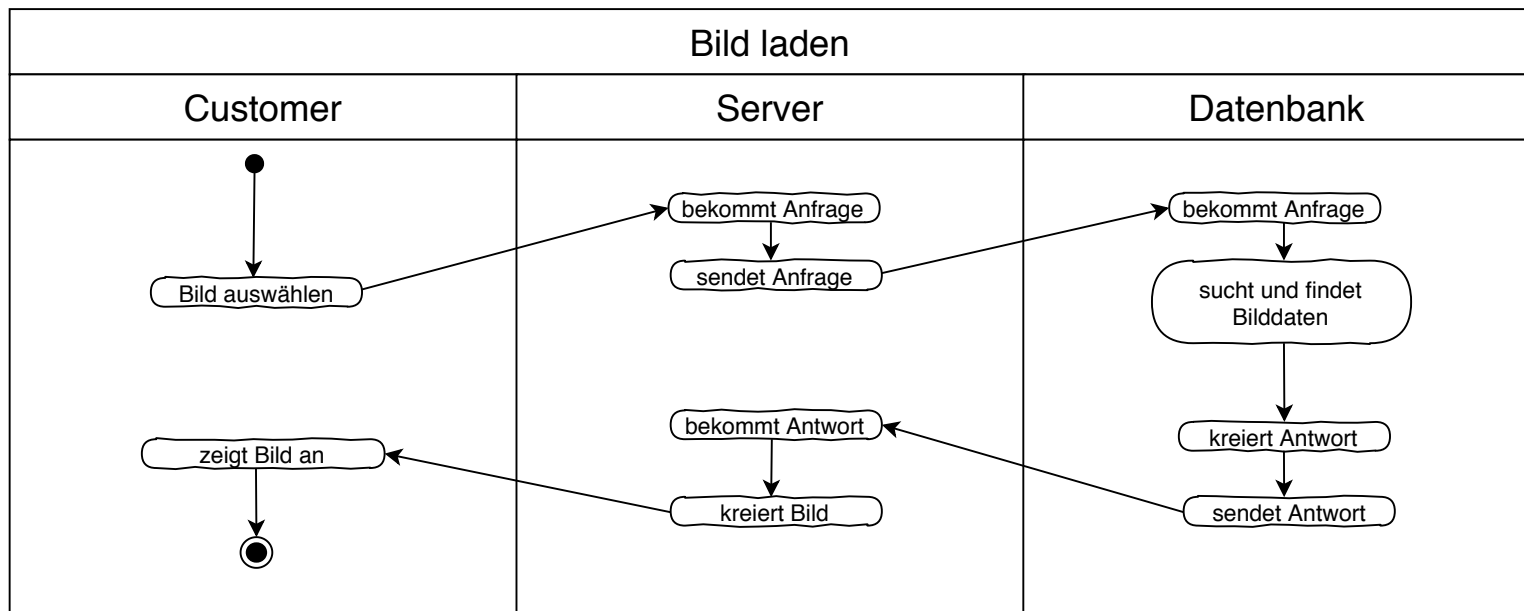 Bild laden
Customer
Server
Datenbank
Bild auswählen
bekommt Anfrage
sendet Anfrage
bekommt Anfrage
sucht und findet
Bilddaten
kreiert Antwort
sendet Antwort
bekommt Antwort
kreiert Bild
zeigt Bild an